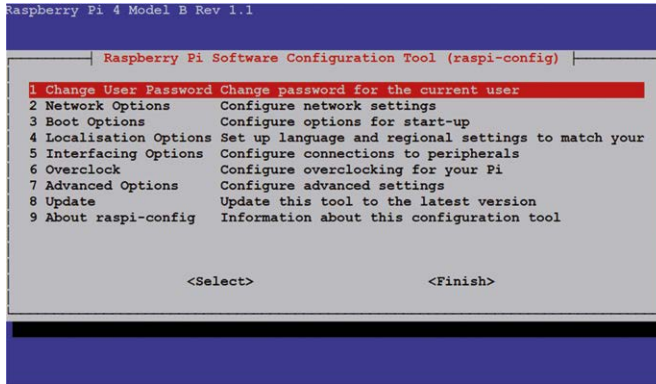 Raspberry Pi 4 Model B Rev 1.1
Raspberry Pi Software Configuration Tool (raspi-config)
1 Change User Password Change password for the current user
2 Network Options Configure network settings
3 Boot Options Configure options for start-up
4 Localisation Options Set up language and regional settings to match your
5 Interfacing Options Configure connections to peripherals
6 Overclock Configure overclocking for your Pi
7 Advanced Options Configure advanced settings
8 Update Update this tool to the latest version
9 About raspi-config Information about this configuration tool
<Select> <Finish>